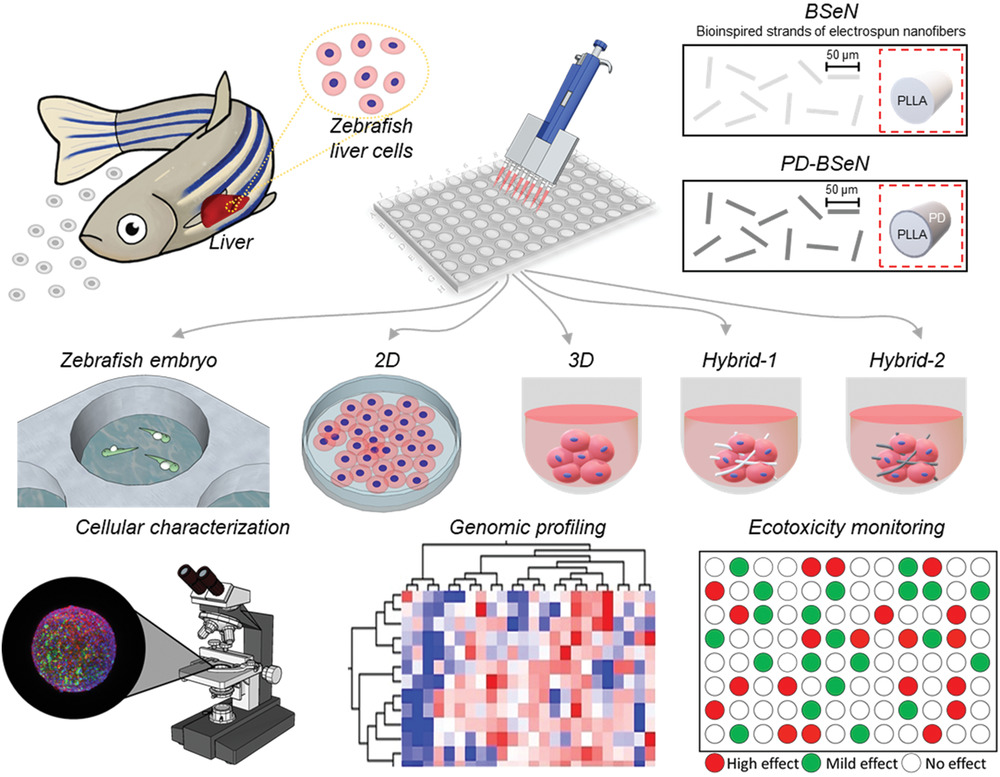 BSeN
Bioinspired strands of electrospun nanofibers
50 µm
PLLA
Zebrafish
liver cells
PD-BSeN
50 µm
PD
PLLA
Liver
Zebrafish embryo
2D
3D
Hybrid-1
Hybrid-2
Cellular characterization
Genomic profiling
Ecotoxicity monitoring
High effect
Mild effect
No effect